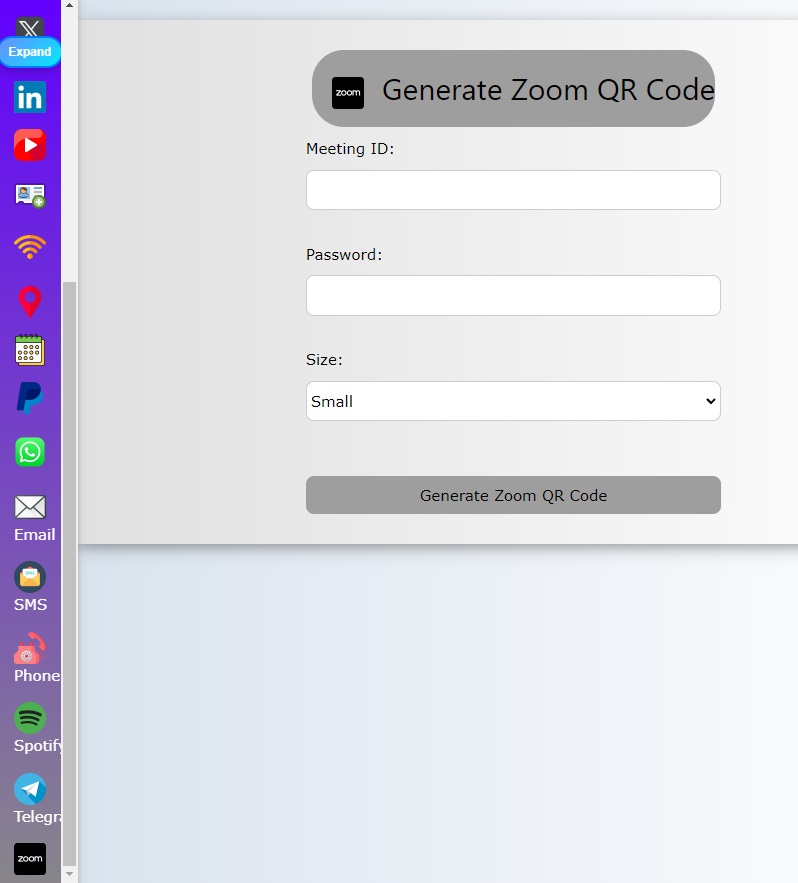 Expand
in
Email
SMS
Phone
Spotify
Telegra
zoom
zoom Generate Zoom QR Code
Meeting ID:
Password:
Size:
Small
Generate Zoom QR Code